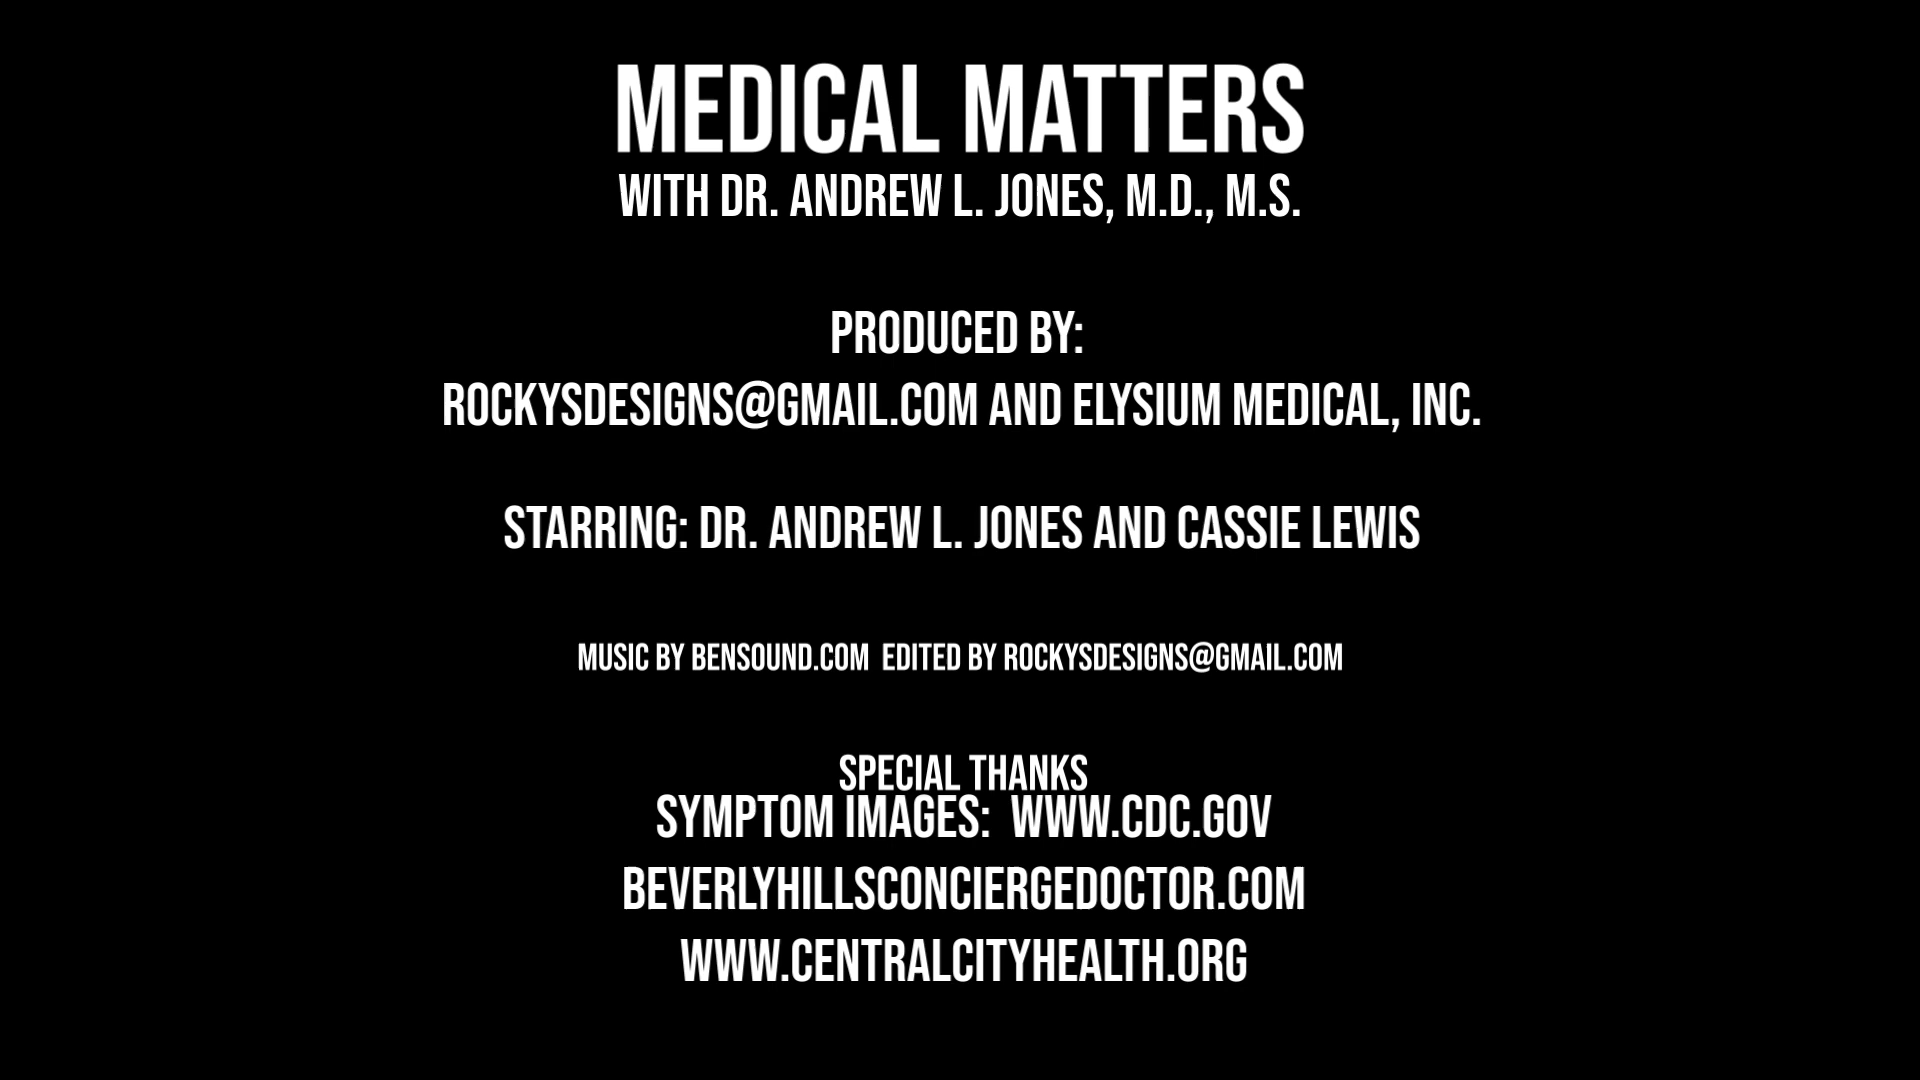 MEDICAL MATTERS
WITH DR. ANDREW L. JONES, M.D., M.S.
PRODUCED BY:
ROCKYSDESIGNS@GMAIL.COM AND ELYSIUM MEDICAL, INC.
STARRING: DR. ANDREW L. JONES AND CASSIE LEWIS
MUSIC BY BENSOUND.COM  EDITED BY ROCKYSDESIGNS@GMAIL.COM
SPECIAL THANKS
SYMPTOM IMAGES:  WWW.CDC.GOV
BEVERLYHILLSCONCIERGEDOCTOR.COM
WWW.CENTRALCITYHEALTH.ORG